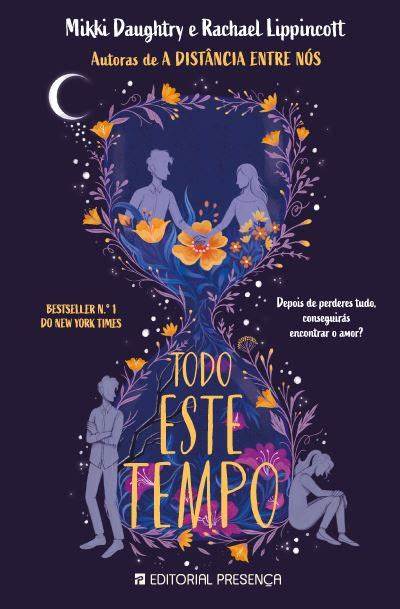 Mikki Daughtry e Rachael Lippincott
Autoras de A DISTÂNCIA ENTRE NÓS
BESTSELLER N.º 1
DO NEW YORK TIMES
Depois de perderes tudo,
conseguirás
encontrar o amor?
TODO
ESTE
TEMPO
EDITORIAL PRESENÇA